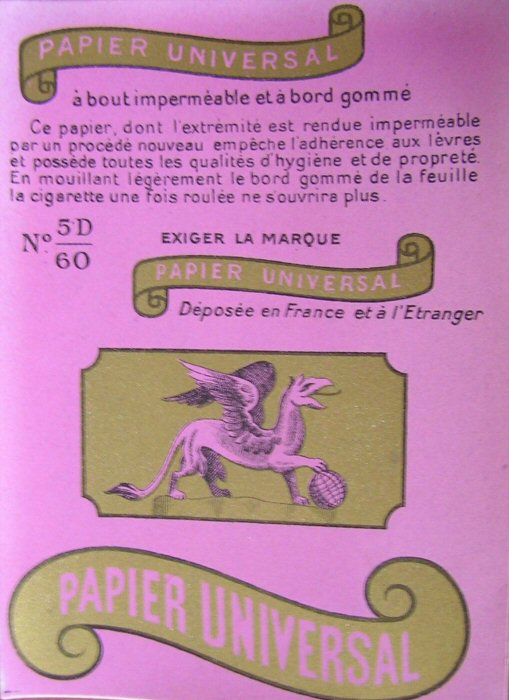 PAPIER UNIVERSAL
à bout imperméable et à bord gommé
Ce papier, dont l'extrémité est rendue imperméable
par un procédé nouveau empêche l'adhérence aux lèvres
et possède toutes les qualités d'hygiène et de propreté.
En mouillant légèrement le bord gommé de la feuille
la cigarette une fois roulée ne s'ouvrira plus.
Nº 5·D
60
EXIGER LA MARQUE
PAPIER UNIVERSAL
Déposée en France et à l'Etranger
PAPIER UNIVERSAL